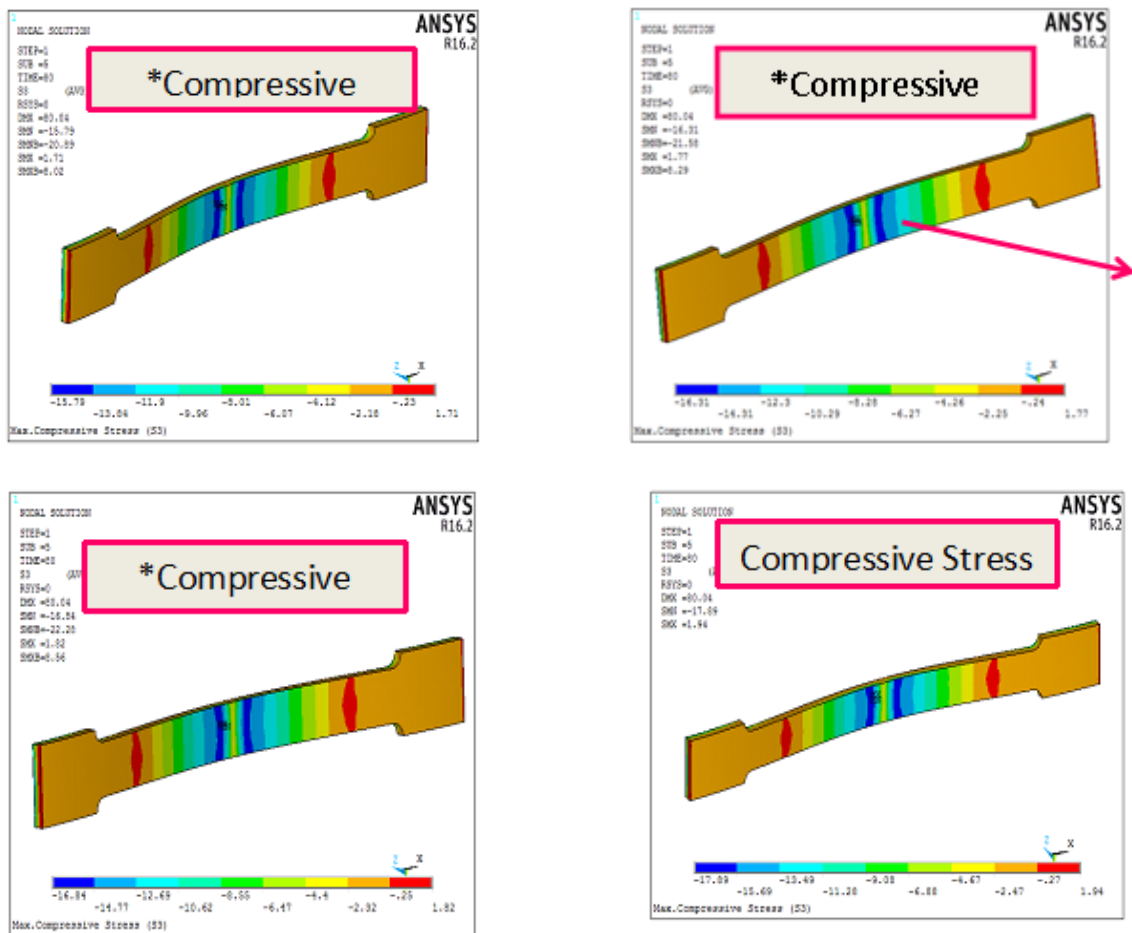 1
ANSYS
R16.2
NODAL SOLUTION
STEP=1
SUB =5
TIME=80
S3 (AVG)
RSYS=0
DMX =80.04
SMN =-15.79
SMNB=-20.89
SMX =1.71
SMXB=8.02
*Compressive
Z X
-15.79 -11.9 -8.01 -4.12 -.23
-13.84 -9.96 -6.07 -2.18 1.71
Max.Compressive Stress (S3)
ANSYS
R16.2
NODAL SOLUTION
STEP=1
SUB =5
TIME=80
S3 (AVG)
RSYS=0
DMX =80.04
SMN =-16.31
SMNB=-21.58
SMX =1.77
SMXB=8.29
*Compressive
Z X
-16.31 -12.3 -8.28 -4.26 -.24
-14.31 -10.29 -6.27 -2.25 1.77
Max.Compressive Stress (S3)
1
ANSYS
R16.2
NODAL SOLUTION
STEP=1
SUB =5
TIME=80
S3
RSYS=0
DMX =80.04
SMN =-16.84
SMNB=-22.28
SMX =1.82
SMXB=8.56
*Compressive
Z X
-16.84 -12.69 -8.55 -4.4 -.25
-14.77 -10.62 -6.47 -2.32 1.82
Max.Compressive Stress (S3)
1
ANSYS
R16.2
NODAL SOLUTION
STEP=1
SUB =5
TIME=80
S3
RSYS=0
DMX =80.04
SMN =-17.89
SMX =1.94
Compressive Stress
Z X
-17.89 -13.49 -9.08 -4.67 -.27
-15.69 -11.28 -6.88 -2.47 1.94
Max.Compressive Stress (S3)